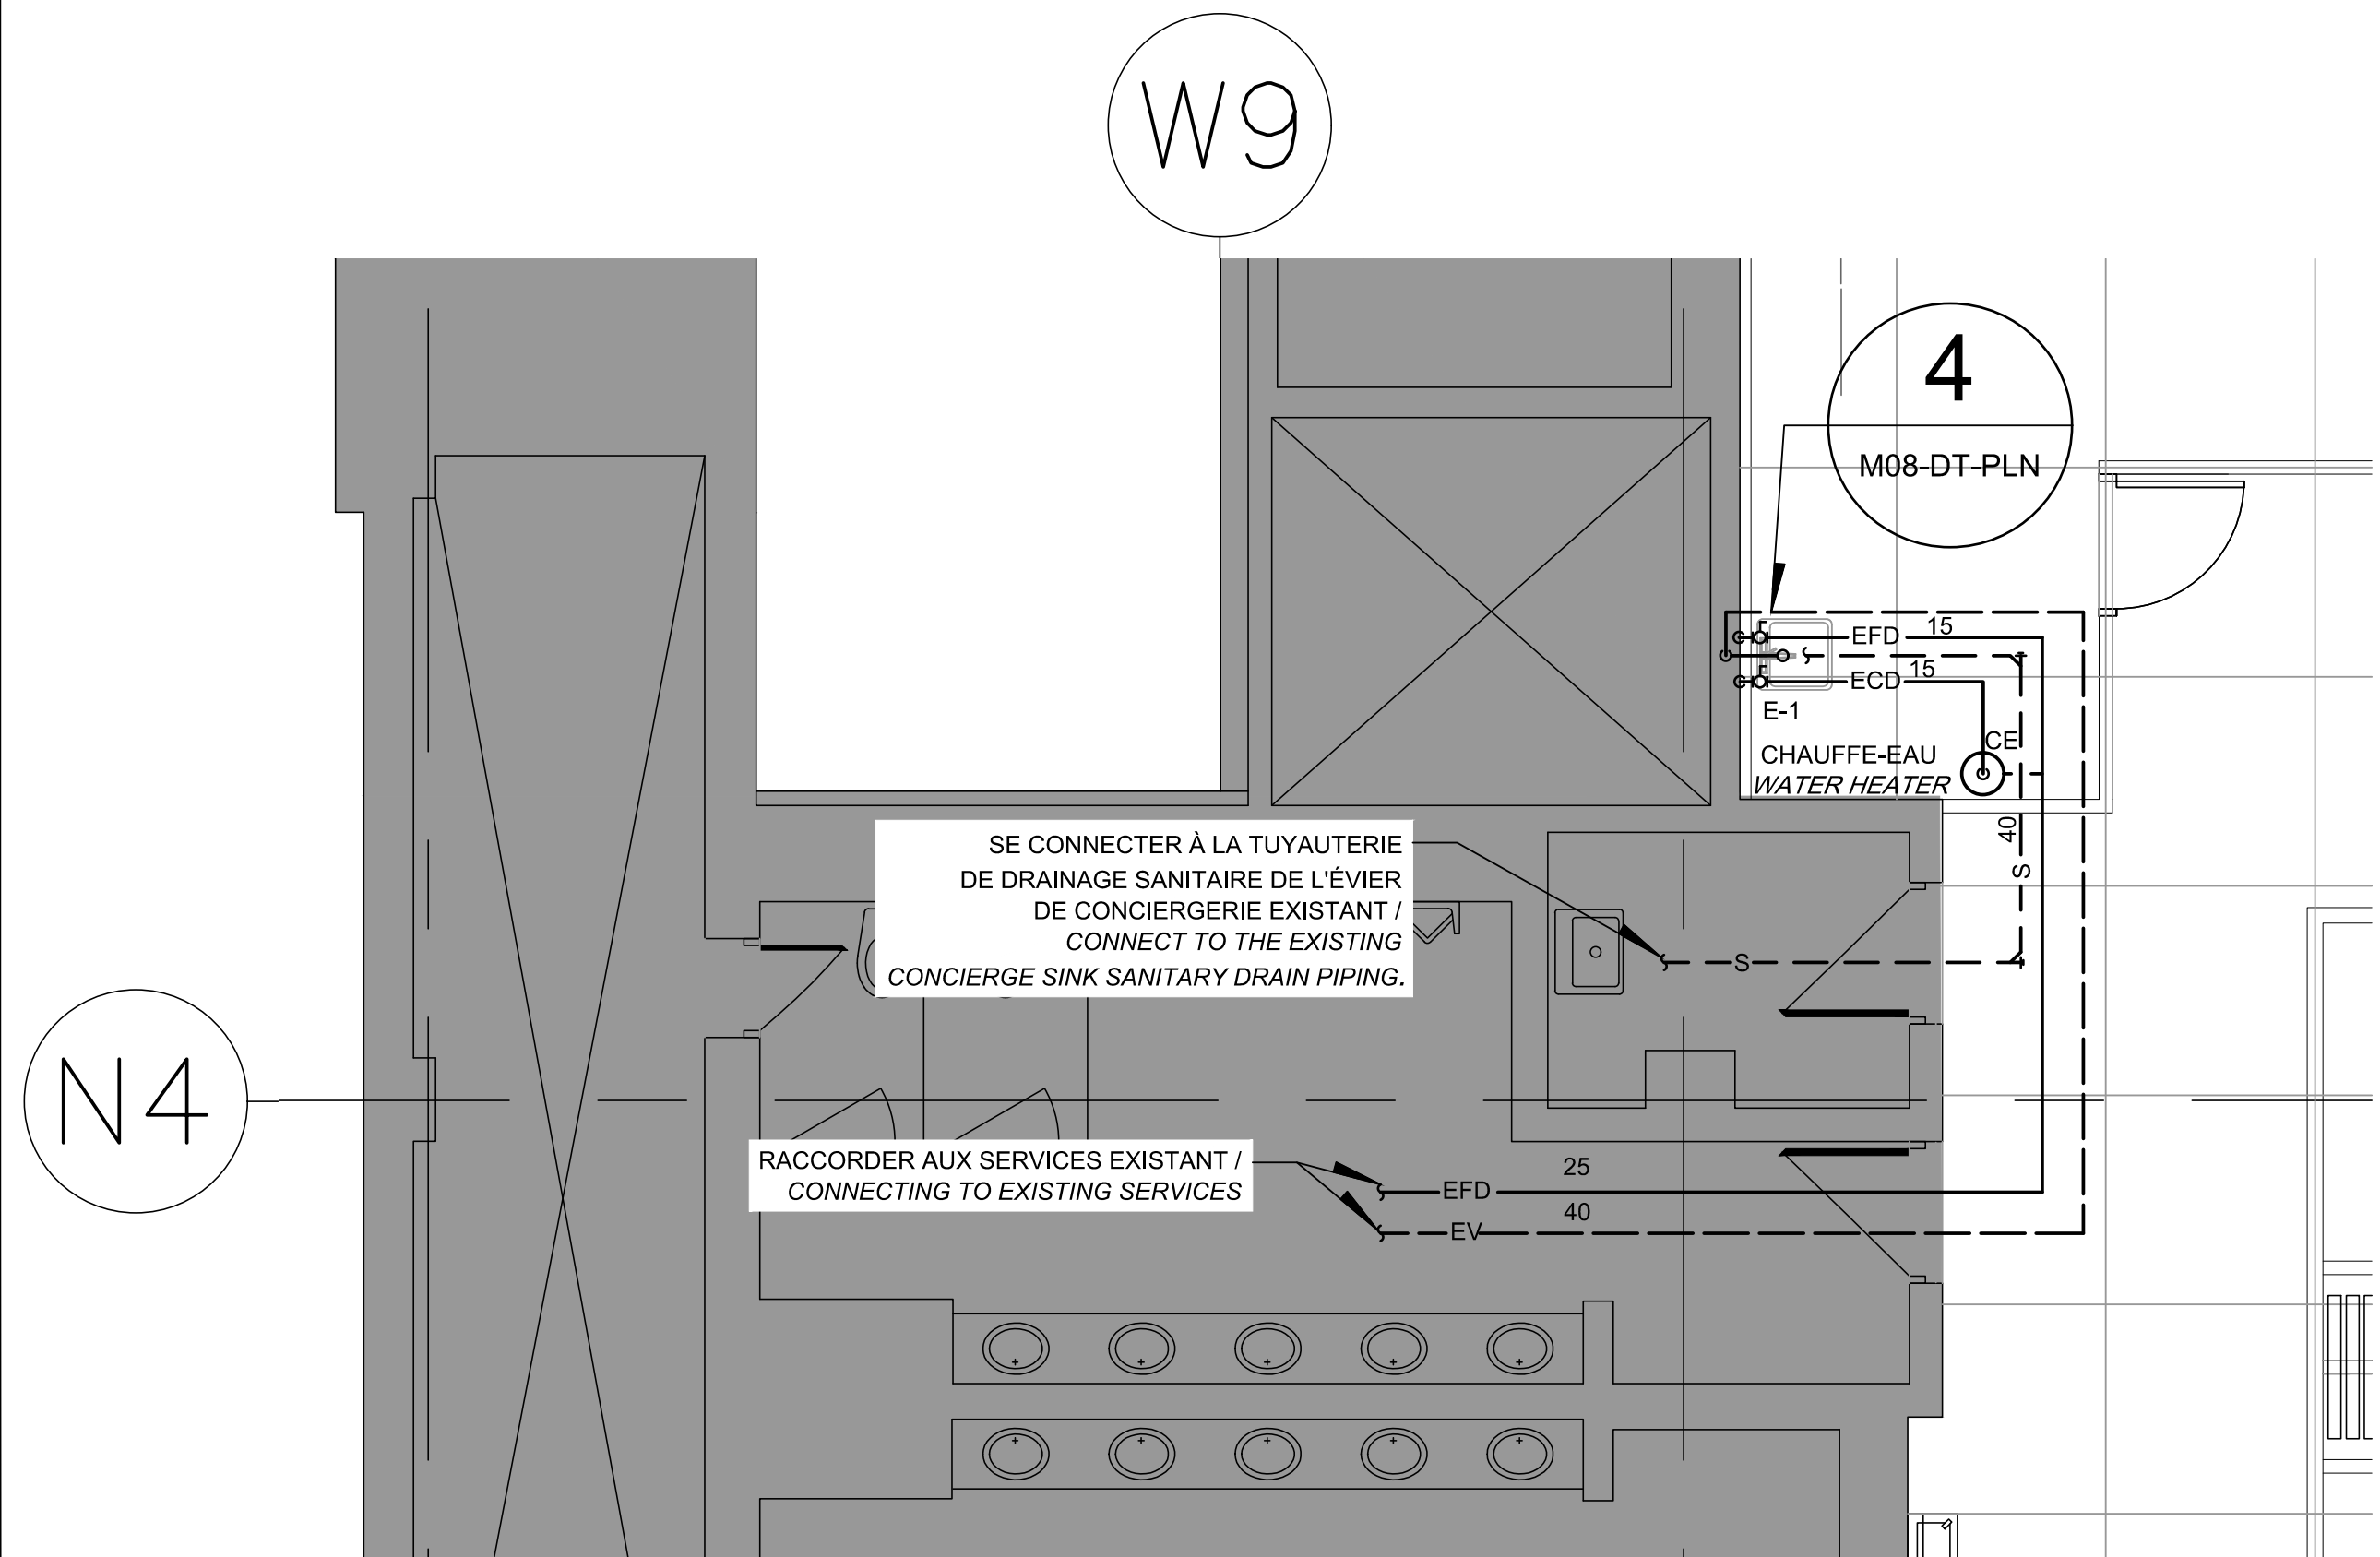 W9
4
M08-DT-PLN
EFD
15
15
ECD
E-1
CE
CHAUFFE-EAU
WATER HEATER
40
S
SE CONNECTER À LA TUYAUTERIE
DE DRAINAGE SANITAIRE DE L'ÉVIER
DE CONCIERGERIE EXISTANT /
CONNECT TO THE EXISTING
CONCIERGE SINK SANITARY DRAIN PIPING.
S
N4
RACCORDER AUX SERVICES EXISTANT /
CONNECTING TO EXISTING SERVICES
25
EFD
40
EV